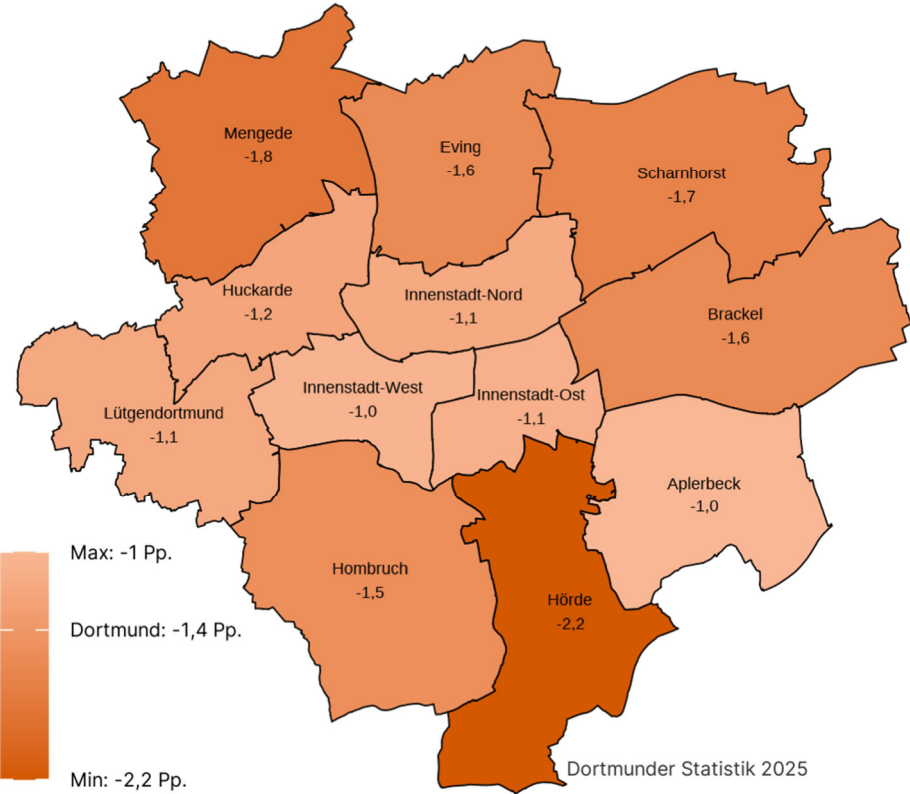 Mengede
-1,8
Eving
-1,6
Scharnhorst
-1,7
Huckarde
-1,2
Innenstadt-Nord
-1,1
Brackel
-1,6
Innenstadt-West
-1,0
Innenstadt-Ost
-1,1
Lütgendortmund
-1,1
Aplerbeck
-1,0
Hombruch
-1,5
Hörde
-2,2
Max: -1 Pp.
Dortmund: -1,4 Pp.
Min: -2,2 Pp.
Dortmunder Statistik 2025